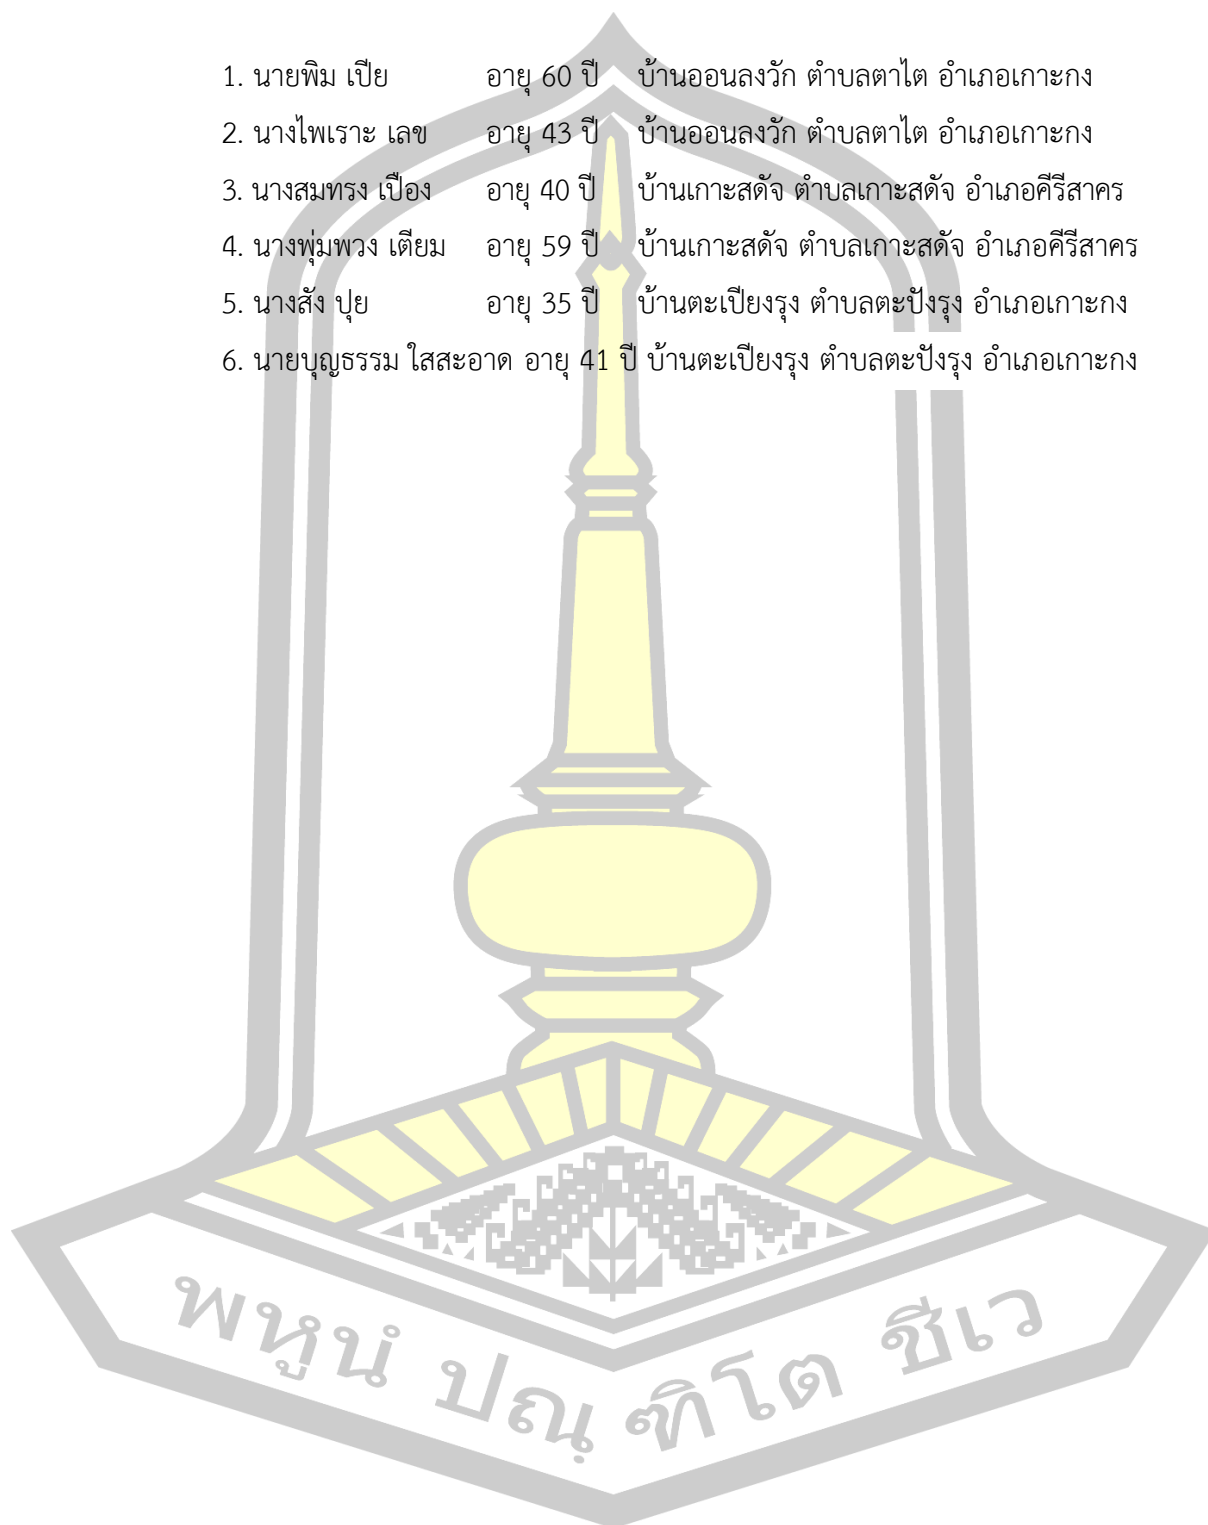 1. นายพิม เปีย อายุ 60 ปี บ้านออนลงวัก ตำบลตาไต อำเภอเกาะกง
2. นางไพเราะ เลข อายุ 43 ปี บ้านออนลงวัก ตำบลตาไต อำเภอเกาะกง
3. นางสมทรง เปือง อายุ 40 ปี บ้านเกาะสดัจ ตำบลเกาะสดัจ อำเภอคีรีสาคร
4. นางพุ่มพวง เตียม อายุ 59 ปี บ้านเกาะสดัจ ตำบลเกาะสดัจ อำเภอคีรีสาคร
5. นางสัง ปุย อายุ 35 ปี บ้านตะเปียงรุง ตำบลตะปังรุง อำเภอเกาะกง
6. นายบุญธรรม ใสสะอาด อายุ 41 ปี บ้านตะเปียงรุง ตำบลตะปังรุง อำเภอเกาะกง
พหูนํ ปณฺ ฑิโต ชีเว